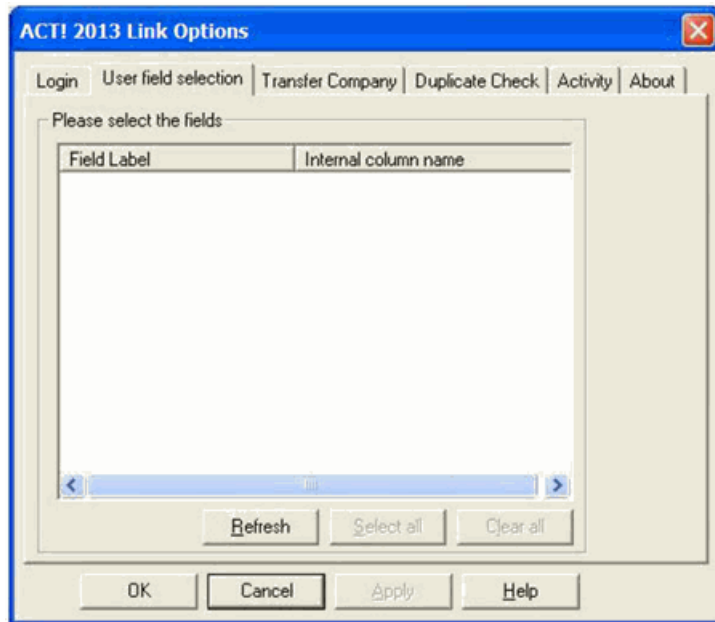 ACT! 2013 Link Options
Login User field selection Transfer Company Duplicate Check Activity About
Please select the fields
Field Label Internal column name
Refresh Select all Clear all
OK Cancel Apply Help